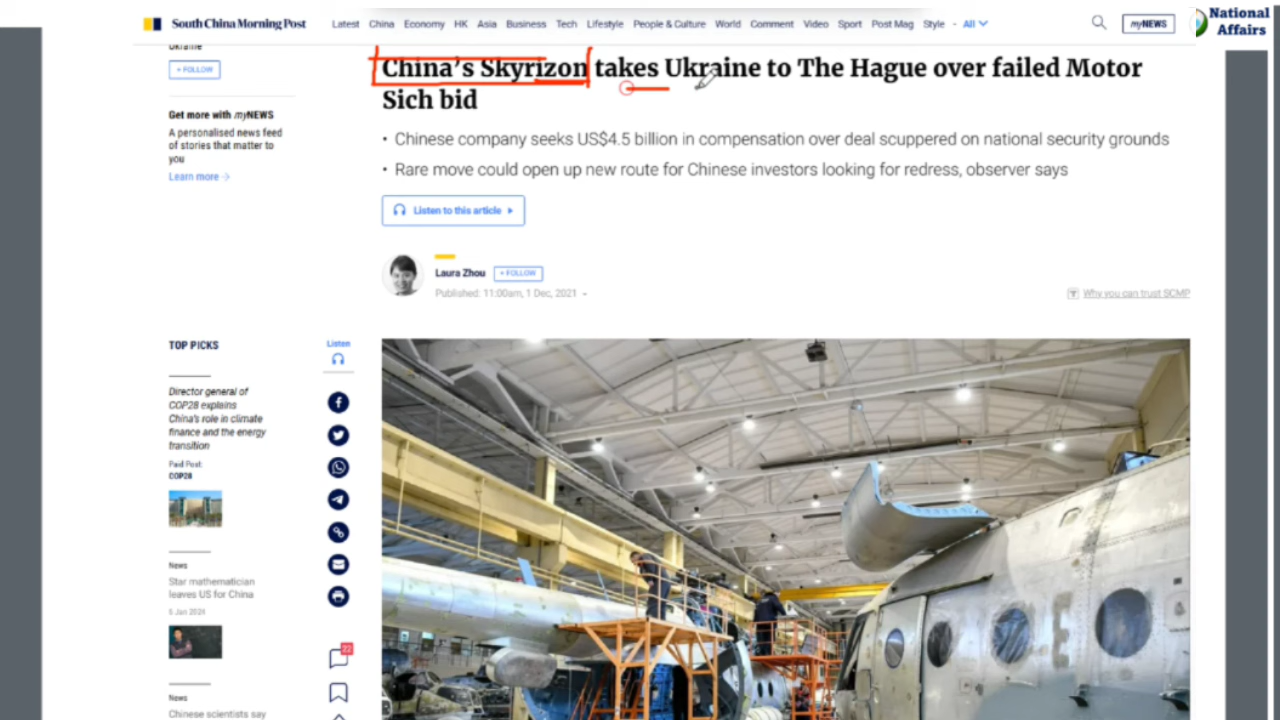 South China Morning Post
Latest China Economy HK Asia Business Tech Lifestyle People & Culture World Comment Video Sport Post Mag Style - All
myNEWS
National
Affairs
Ukraine
+ FOLLOW
Get more with myNEWS
A personalised news feed
of stories that matter to
you
Learn more
China's Skyrizon takes Ukraine to The Hague over failed Motor
Sich bid
• Chinese company seeks US$4.5 billion in compensation over deal scuppered on national security grounds
• Rare move could open up new route for Chinese investors looking for redress, observer says
Listen to this article
Laura Zhou
+ FOLLOW
Published: 11:00am, 1 Dec, 2021
Why you can trust SCMP
TOP PICKS
Listen
Director general of
COP28 explains
China's role in climate
finance and the energy
transition
Paid Post:
COP28
News
Star mathematician
leaves US for China
6 Jan 2024
22
News
Chinese scientists say